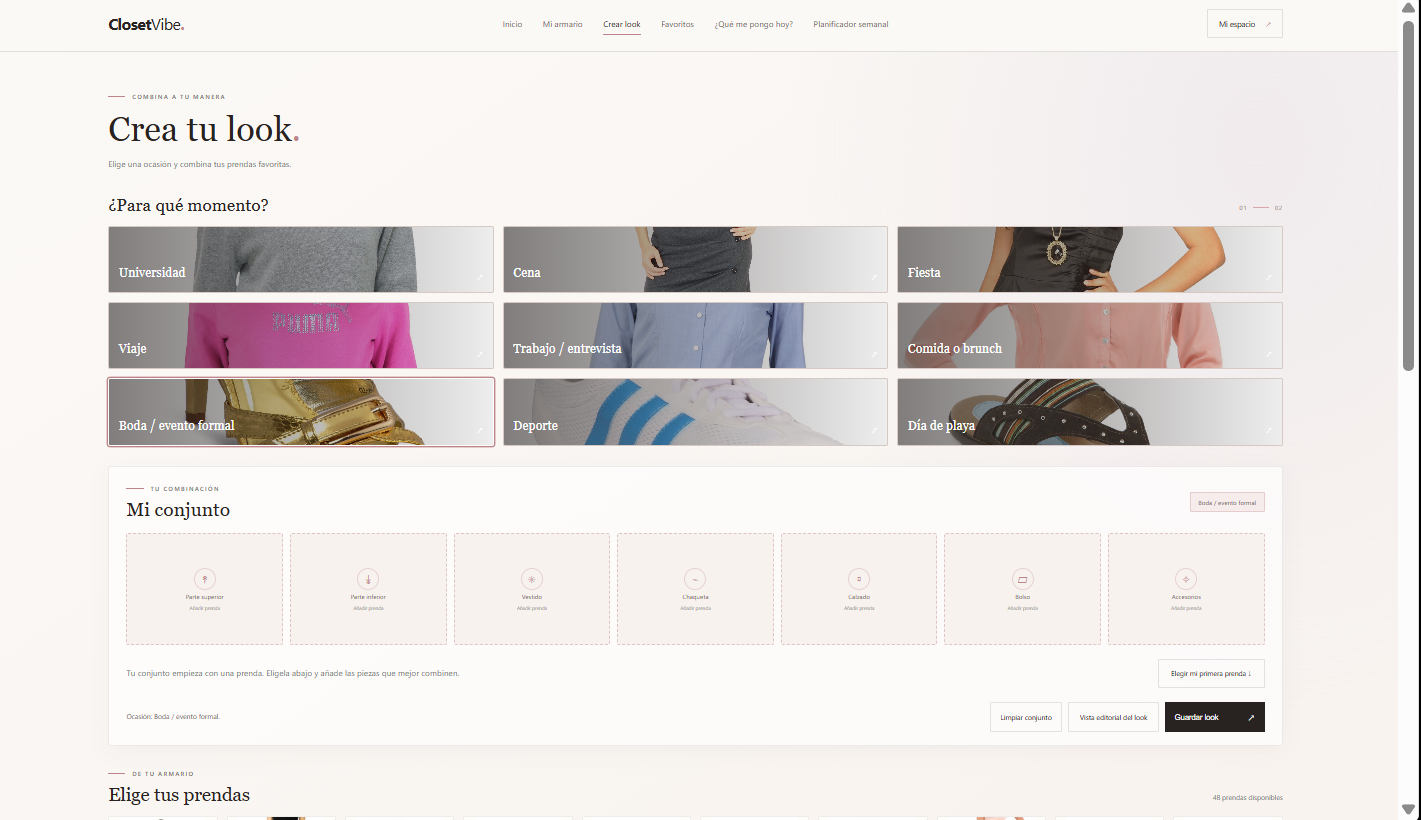 ClosetVibe.
Inicio Mi armario Crear look Favoritos ¿Qué me pongo hoy? Planificador semanal
Mi espacio ↗
COMBINA A TU MANERA
Crea tu look.
Elige una ocasión y combina tus prendas favoritas.
¿Para qué momento?
01 — 02
Universidad
Cena
Fiesta
PUMA
Viaje
Trabajo / entrevista
Comida o brunch
Boda / evento formal
Deporte
Día de playa
TU COMBINACIÓN
Mi conjunto
Boda / evento formal
Parte superior
Añadir prenda
Parte inferior
Añadir prenda
Vestido
Añadir prenda
Chaqueta
Añadir prenda
Calzado
Añadir prenda
Bolso
Añadir prenda
Accesorios
Añadir prenda
Tu conjunto empieza con una prenda. Elígela abajo y añade las piezas que mejor combinen.
Elegir mi primera prenda ↓
Ocasión: Boda / evento formal.
Limpiar conjunto
Vista editorial del look
Guardar look ↗
DE TU ARMARIO
Elige tus prendas
48 prendas disponibles